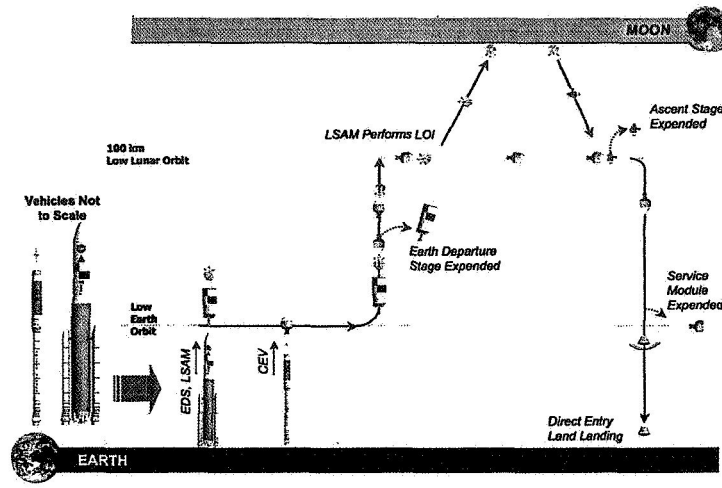 MOON
Ascent Stage
Expended
LSAM Performs LOI
100 km
Low Lunar Orbit
Vehicles Not
to Scale
Earth Departure
Stage Expended
Service
Module
Expended
Low
Earth
Orbit
EDS, LSAM
CEV
Direct Entry
Land Landing
EARTH